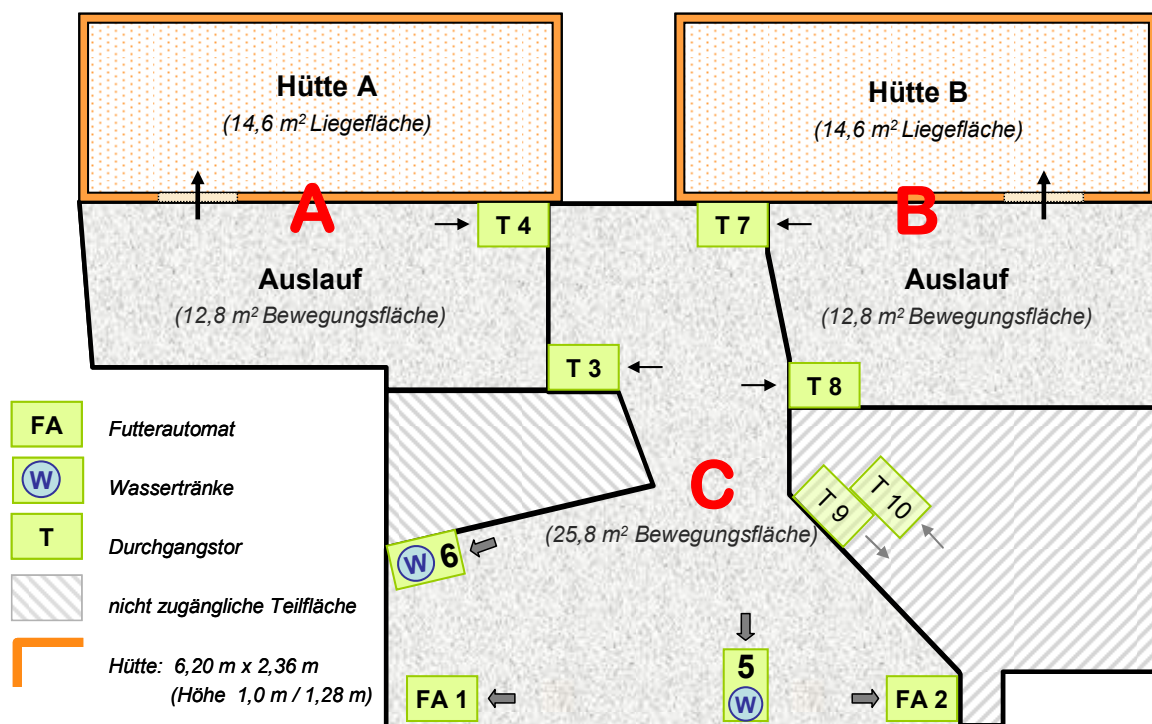 Hütte A
(14,6 m² Liegefläche)
Hütte B
(14,6 m² Liegefläche)
A
B
T 4
T 7
Auslauf
(12,8 m² Bewegungsfläche)
Auslauf
(12,8 m² Bewegungsfläche)
T 3
T 8
C
(25,8 m² Bewegungsfläche)
T 9
T 10
W 6
5
W
FA 1
FA 2
FA Futterautomat
W Wassertränke
T Durchgangstor
nicht zugängliche Teilfläche
Hütte: 6,20 m x 2,36 m
(Höhe 1,0 m / 1,28 m)